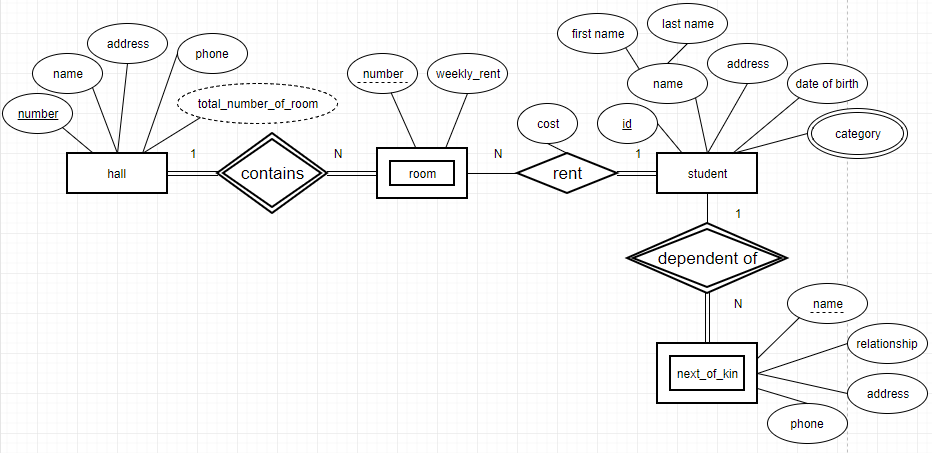 first name
last name
address
name
phone
number
total_number_of_room
number
weekly_rent
name
address
date of birth
cost
id
category
1
N
N
1
hall
contains
room
rent
student
1
dependent of
N
name
relationship
next_of_kin
address
phone